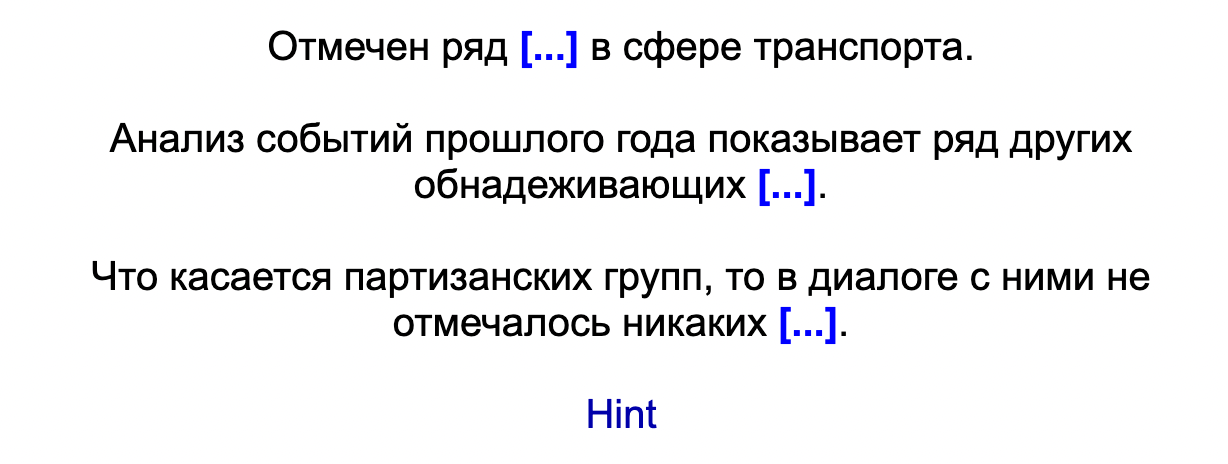 Отмечен ряд [...] в сфере транспорта.
Анализ событий прошлого года показывает ряд других
обнадеживающих [...].
Что касается партизанских групп, то в диалоге с ними не
отмечалось никаких [...].
Hint